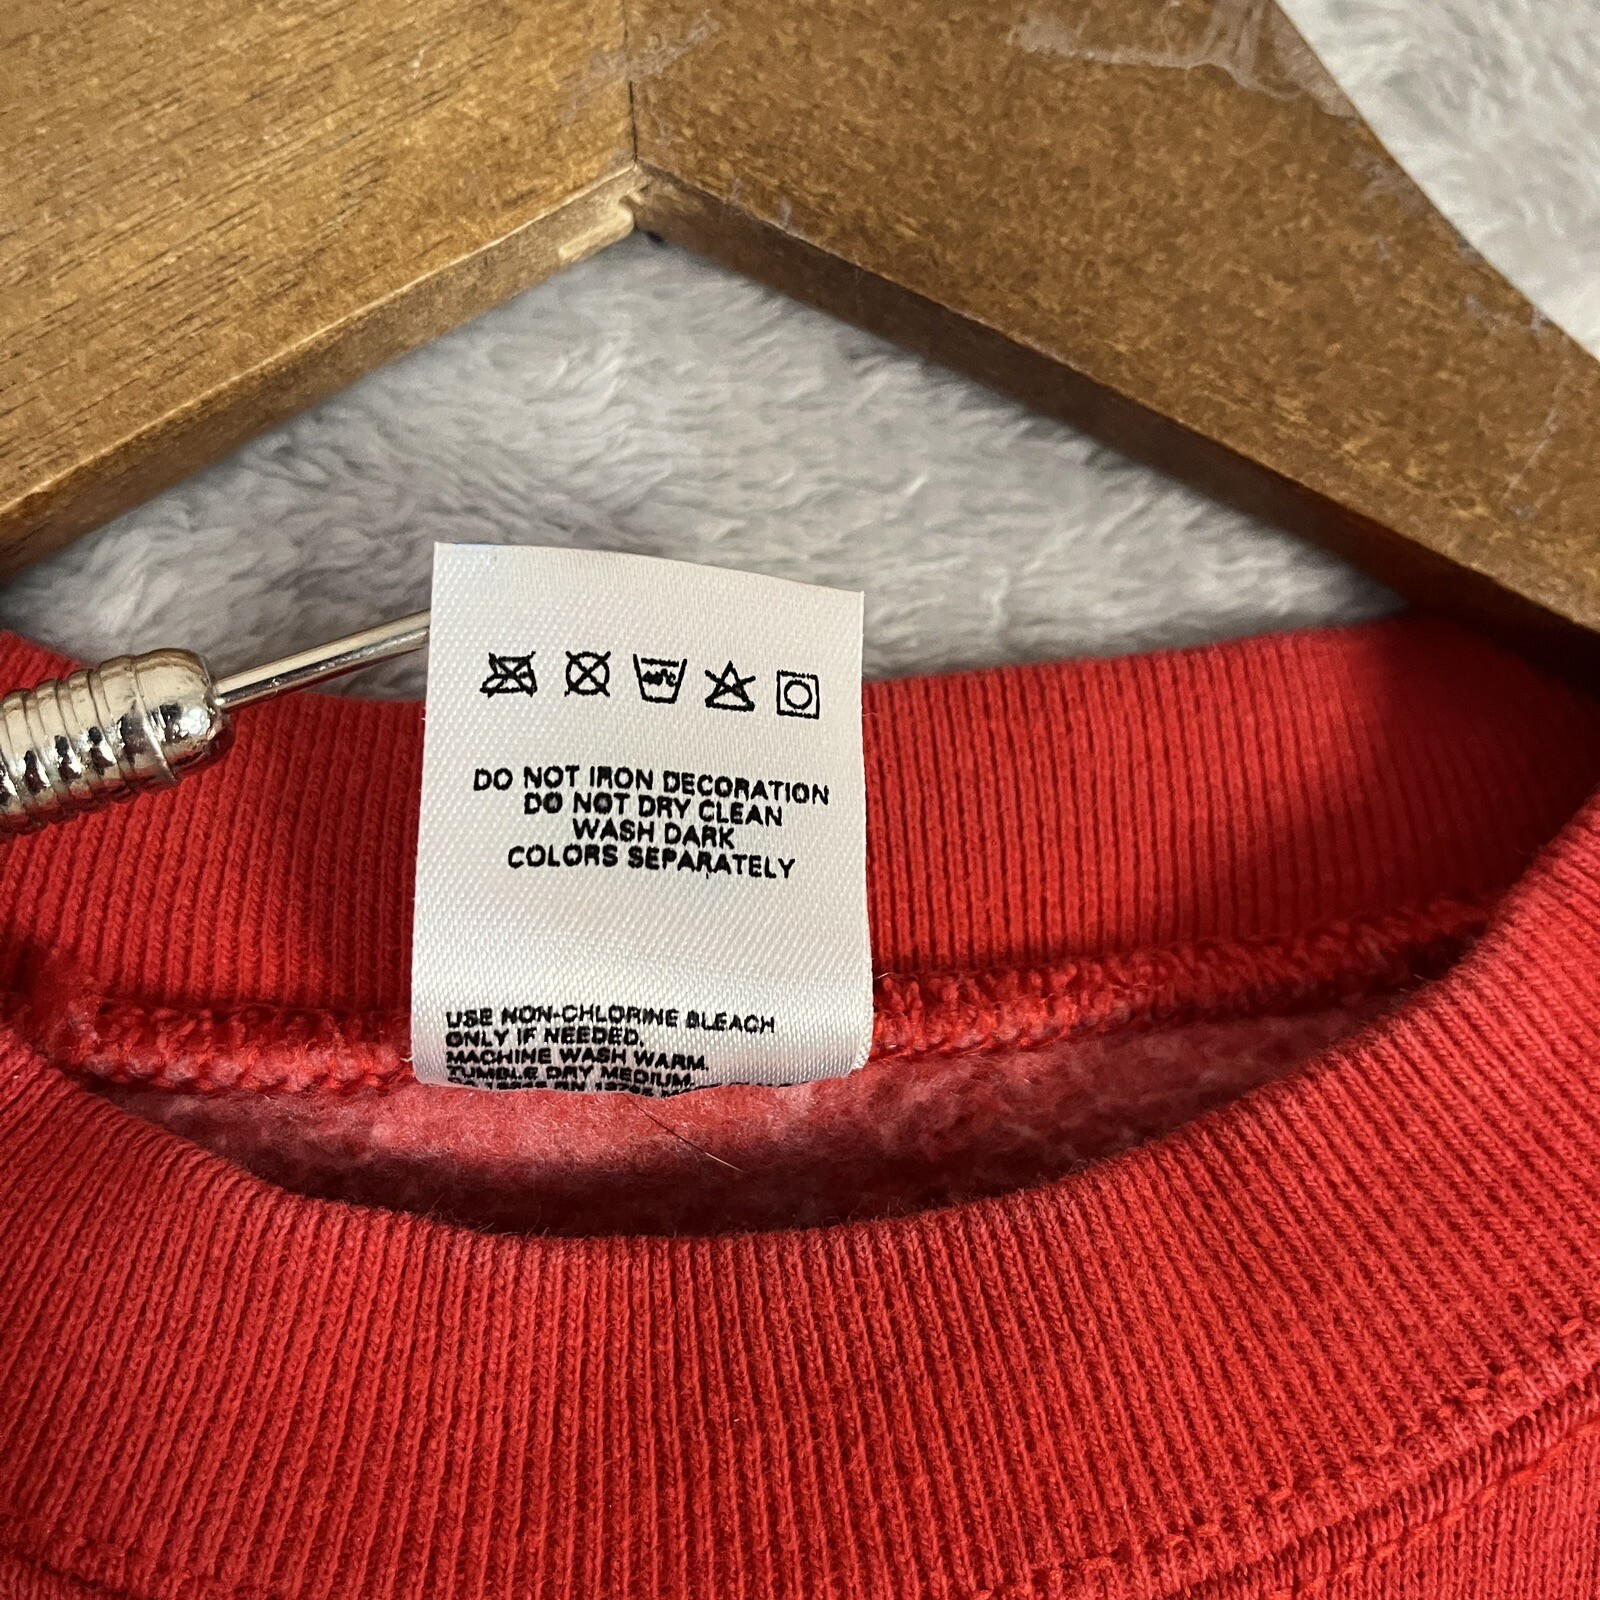 40°C
DO NOT IRON DECORATION
DO NOT DRY CLEAN
WASH DARK
COLORS SEPARATELY
USE NON-CHLORINE BLEACH
ONLY IF NEEDED.
MACHINE WASH WARM.
TUMBLE DRY MEDIUM.